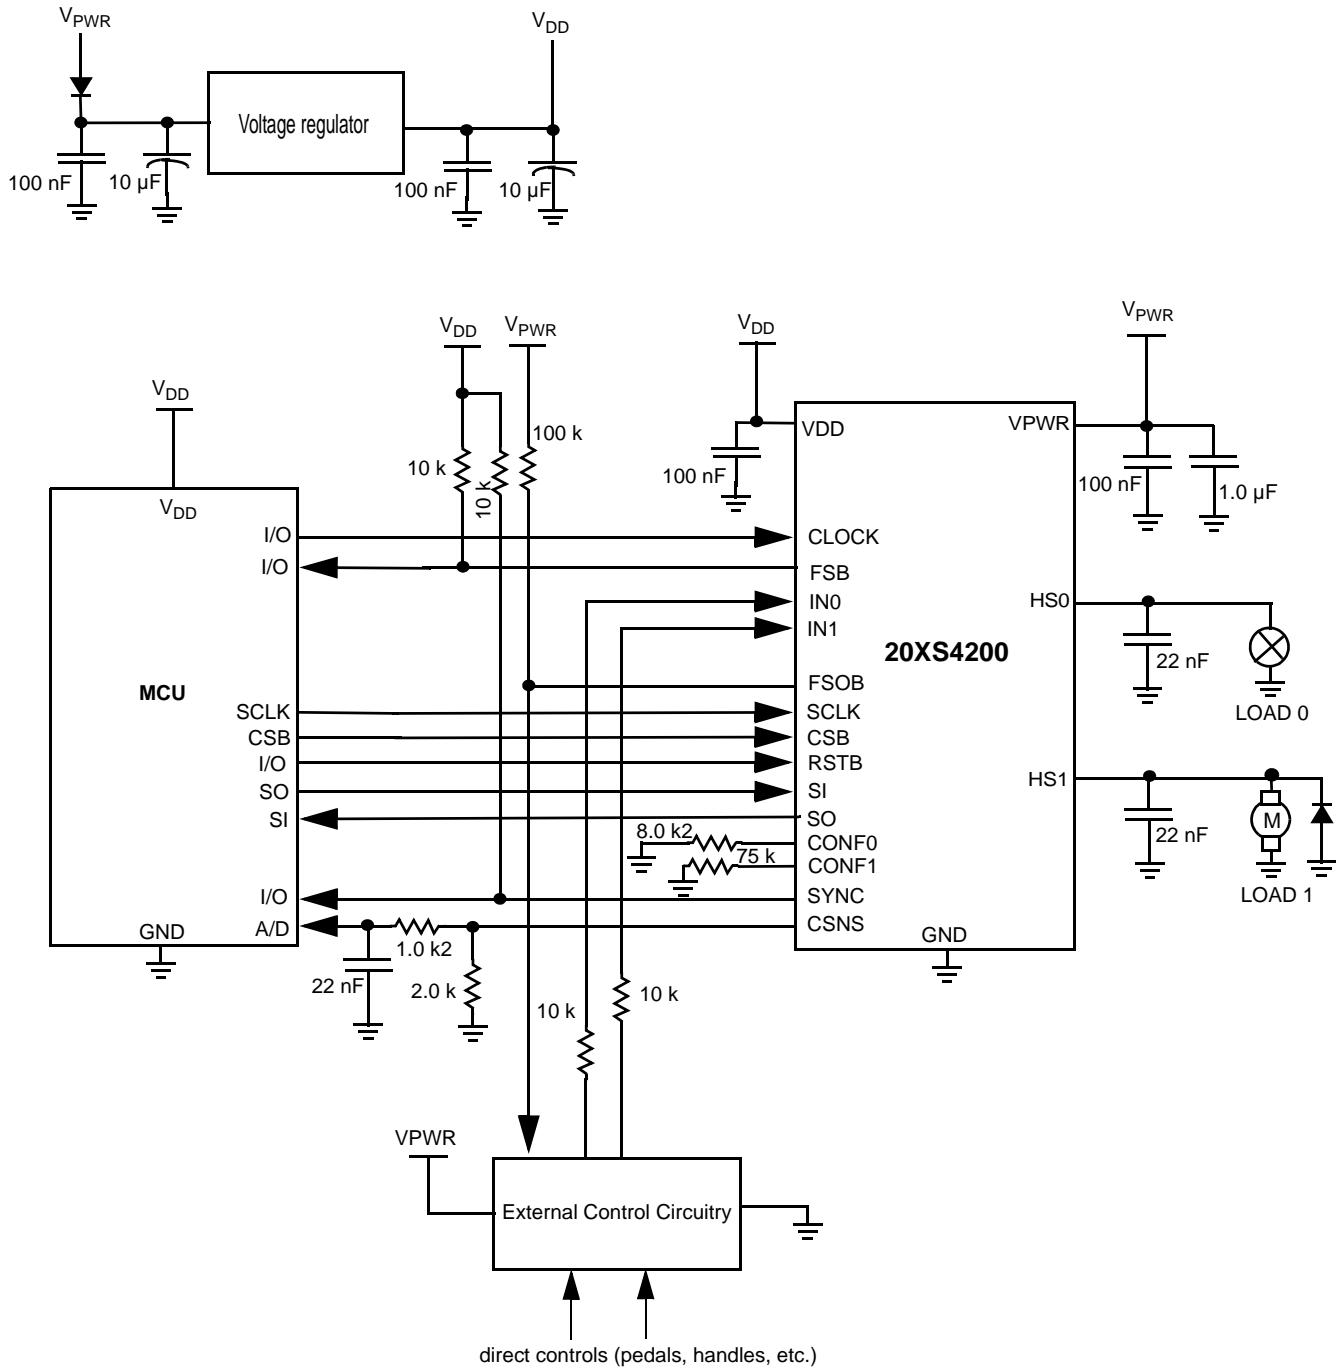 VPWR
VDD
Voltage regulator
100 nF
10 µF
100 nF
10 µF
VDD
VPWR
VDD
VPWR
VDD
100 k
10 k
10 k
100 nF
VDD
VPWR
100 nF
1.0 µF
VDD
I/O
CLOCK
I/O
FSB
IN0
HS0
IN1
20XS4200
22 nF
MCU
FSOB
SCLK
SCLK
LOAD 0
CSB
CSB
I/O
RSTB
HS1
SO
SI
SI
SO
8.0 k2
CONF0
M
22 nF
75 k
CONF1
I/O
SYNC
LOAD 1
A/D
CSNS
GND
GND
1.0 k2
22 nF
2.0 k
10 k
10 k
VPWR
External Control Circuitry
direct controls (pedals, handles, etc.)